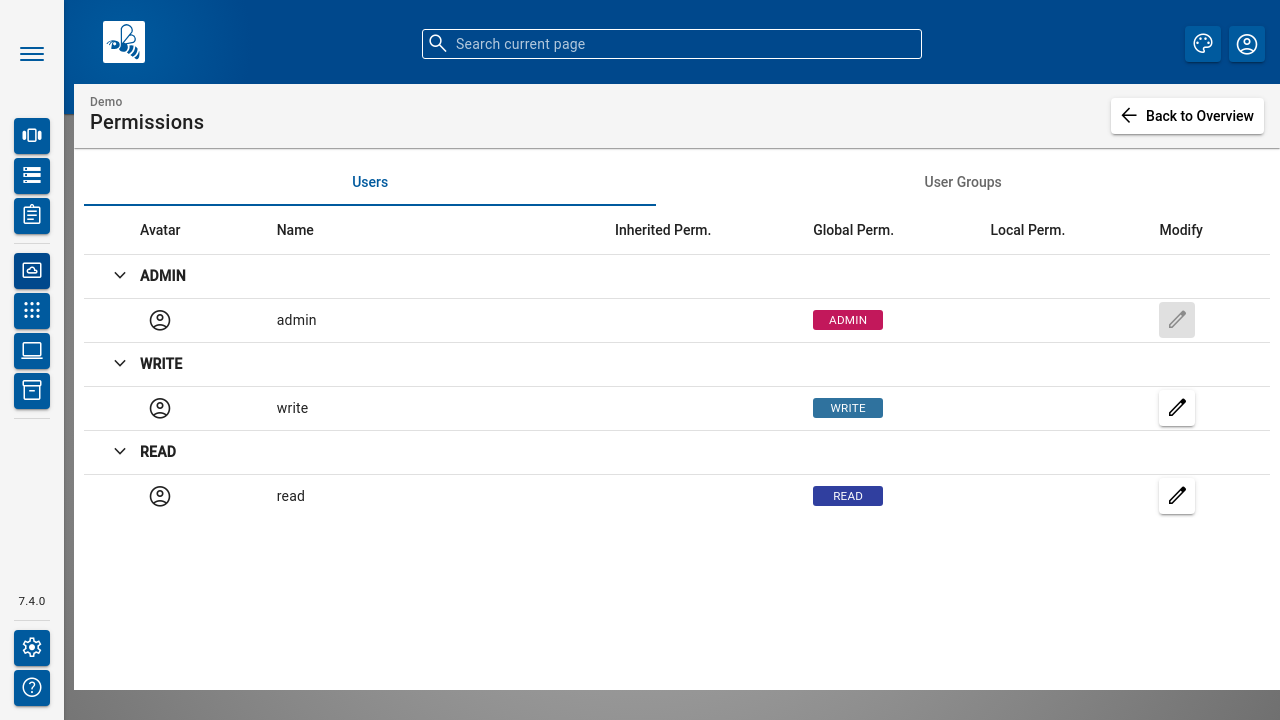 Search current page
Demo
Permissions
Back to Overview
Users
User Groups
Avatar Name Inherited Perm. Global Perm. Local Perm. Modify
ADMIN
admin ADMIN
WRITE
write WRITE
READ
read READ
7.4.0